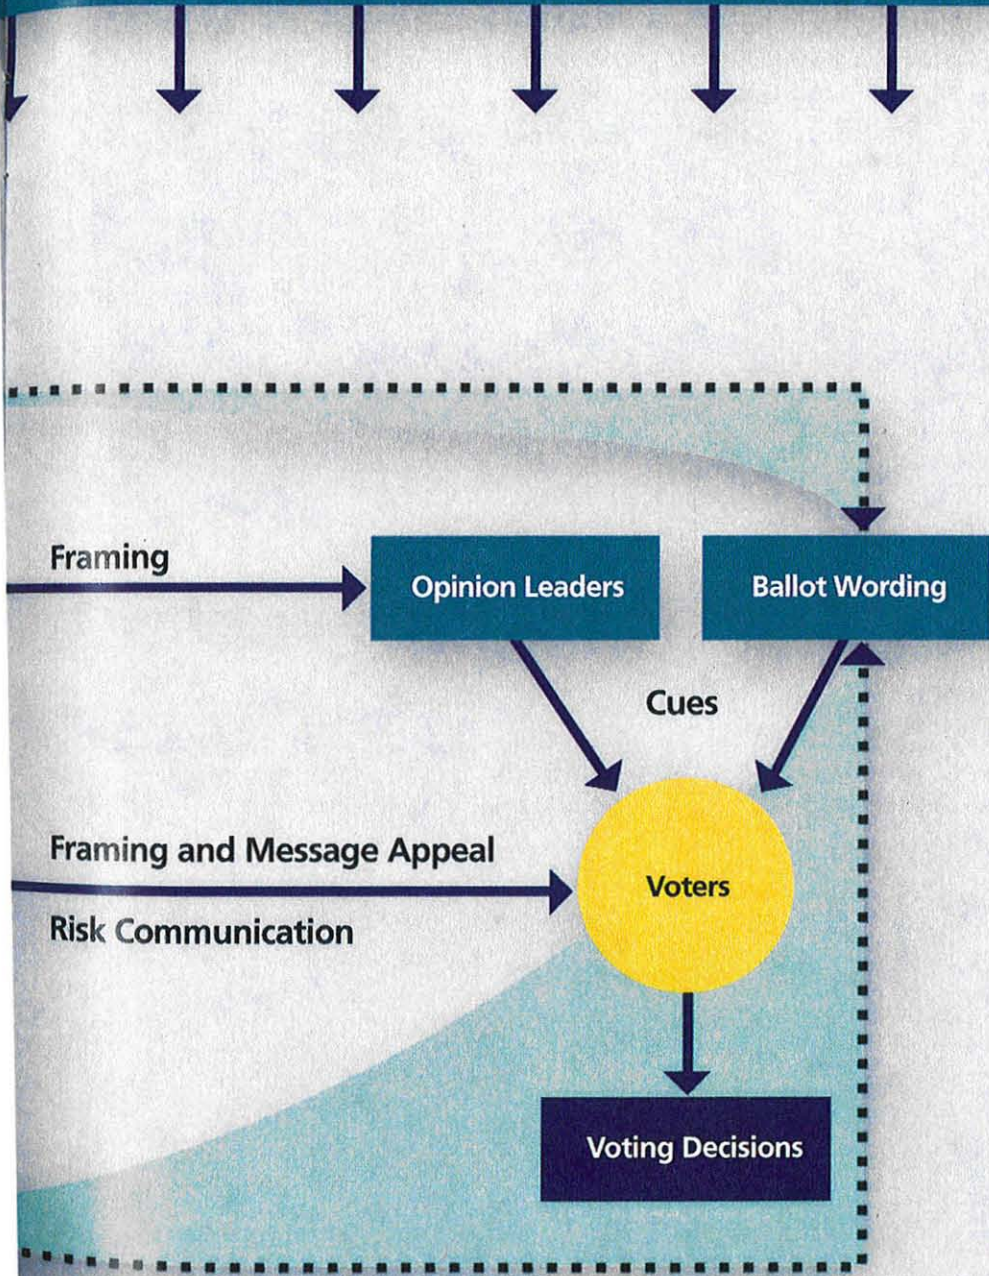 Framing
Opinion Leaders
Ballot Wording
Cues
Framing and Message Appeal
Voters
Risk Communication
Voting Decisions